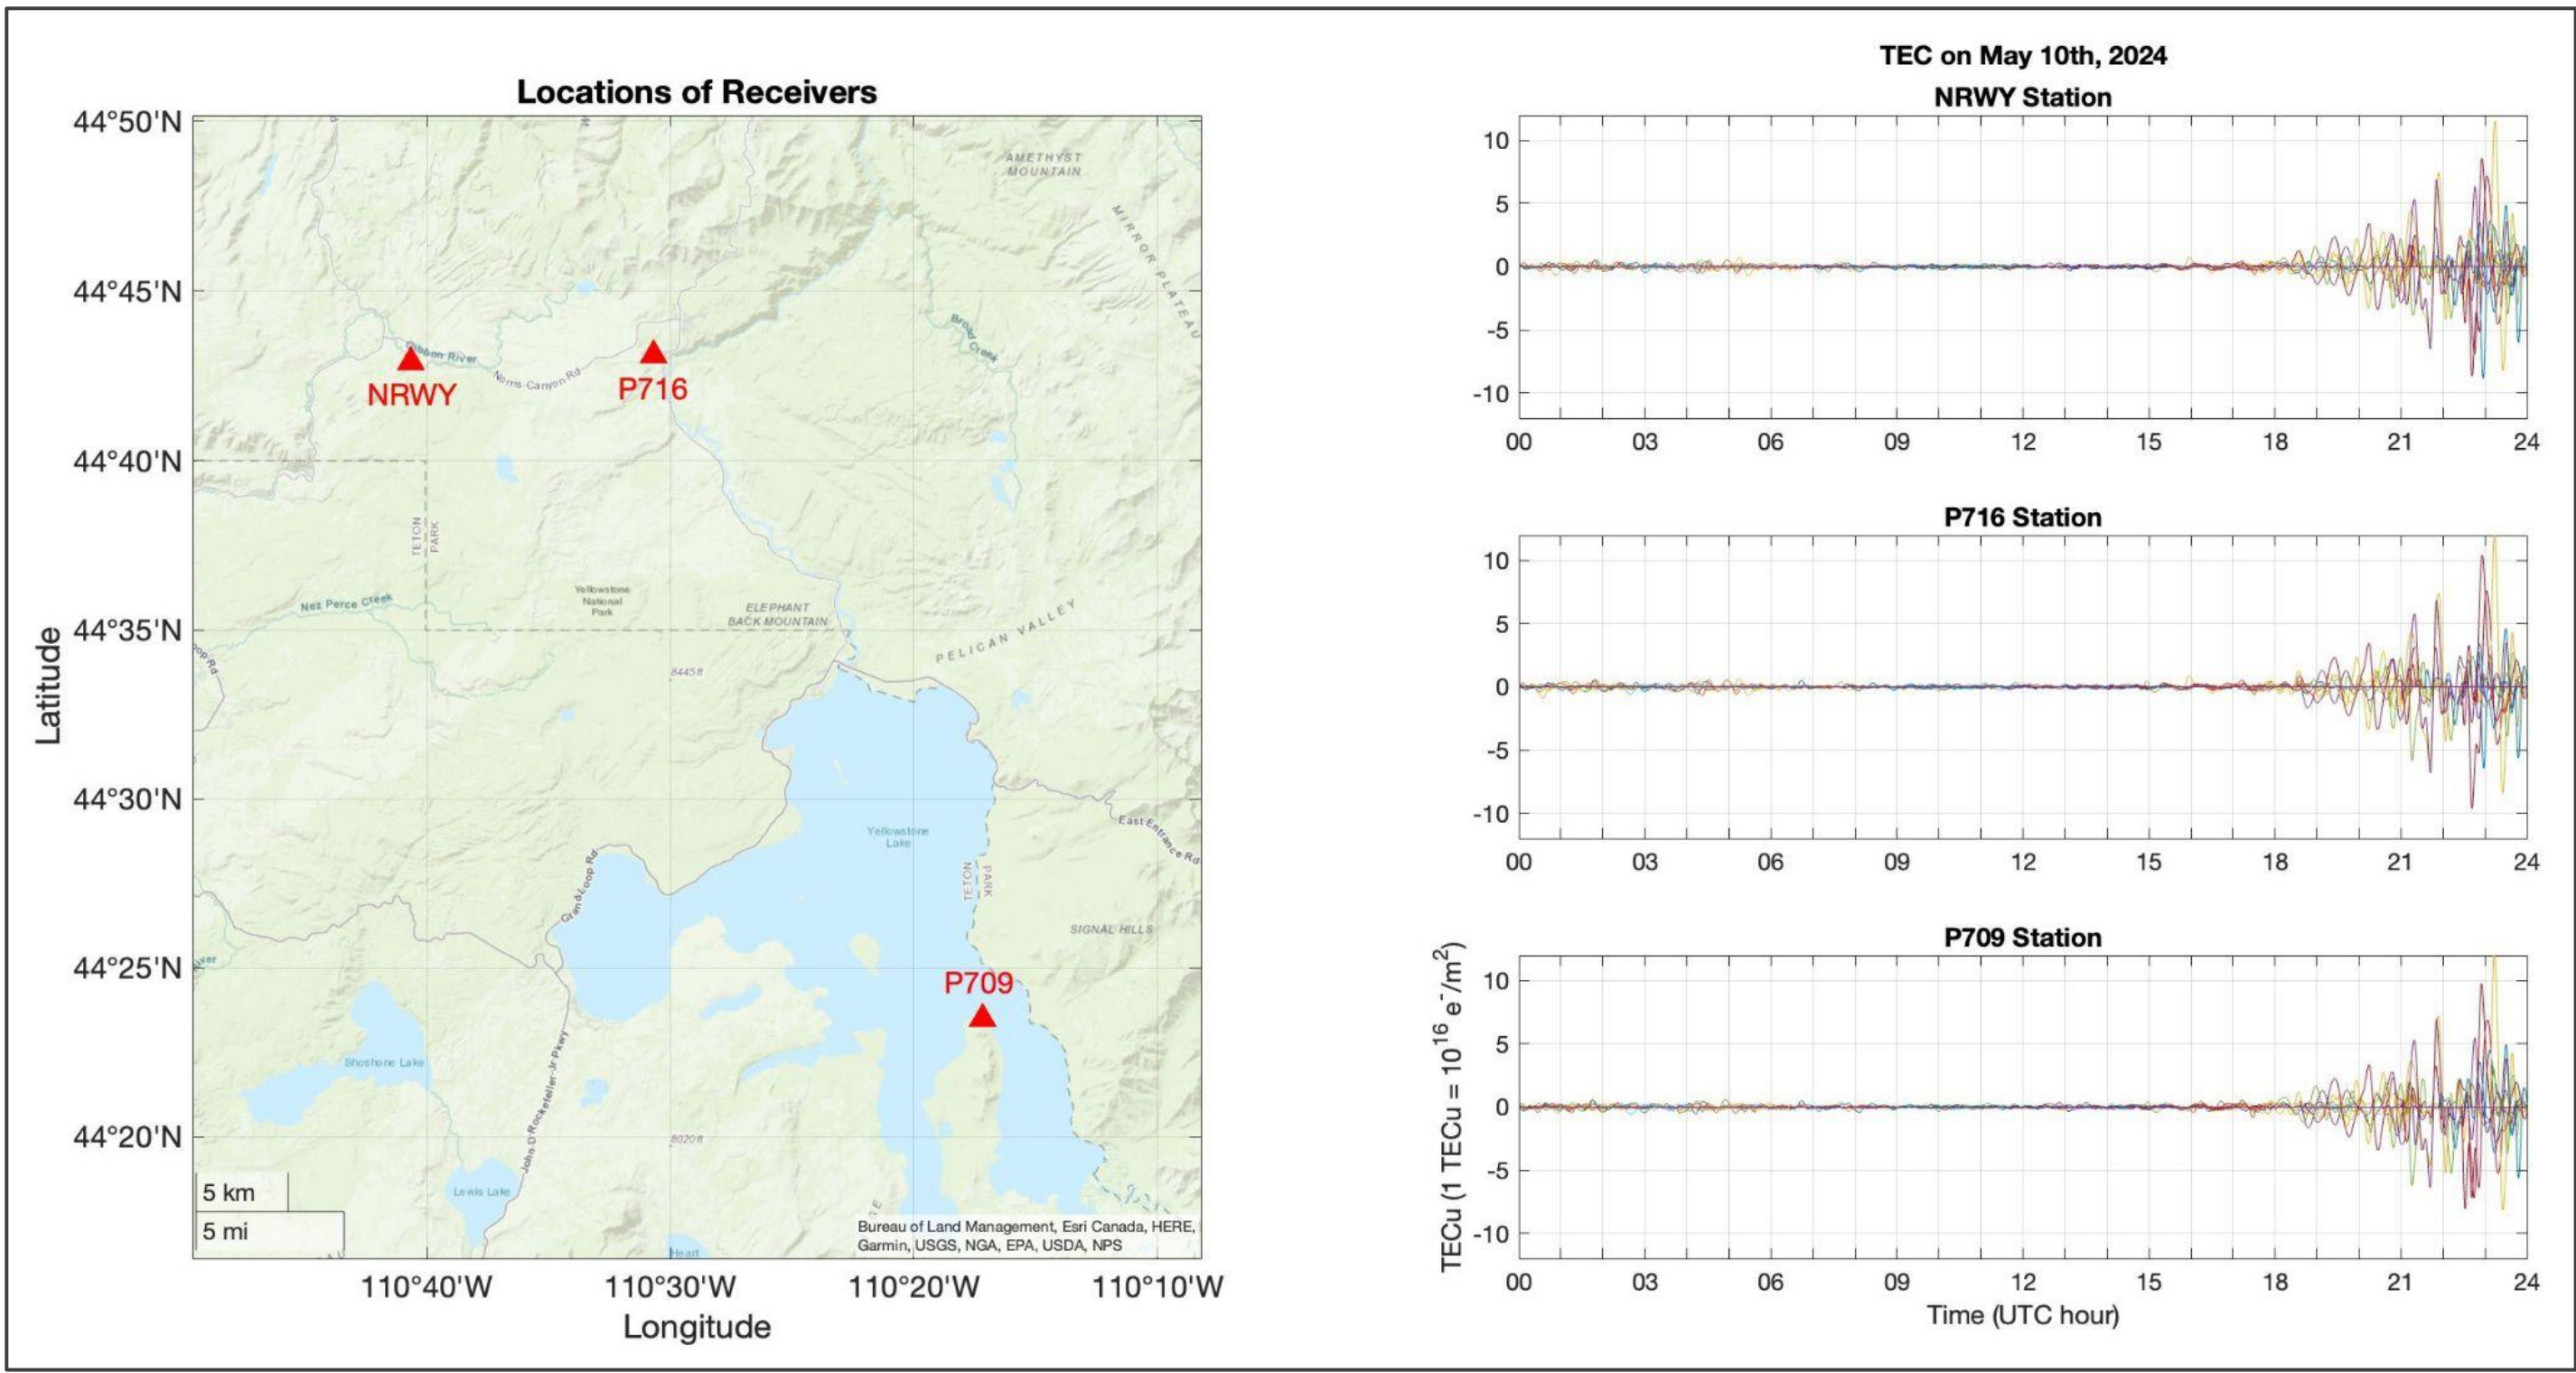 Locations of Receivers
44°50'N
44°45'N
44°40'N
44°35'N
44°30'N
44°25'N
44°20'N
Latitude
AMETHYST
MOUNTAIN
MIRROR PLATEAU
Broad
Creek
Gibbon River
NRWY
Norris-Canyon Rd
P716
TETON
PARK
Nez Perce Creek
Yellowstone
National
Park
ELEPHANT
BACK MOUNTAIN
PELICAN VALLEY
oop Rd
8445 ft
Yellowstone
Lake
East Entrance Rd
TETON
PARK
Grand Loop Rd
SIGNAL HILLS
P709
Shoshone Lake
John D Rockefeller Jr Pkwy
8020 ft
Lewis Lake
Heart
5 km
5 mi
Bureau of Land Management, Esri Canada, HERE,
Garmin, USGS, NGA, EPA, USDA, NPS
110°40'W 110°30'W 110°20'W 110°10'W
Longitude
TEC on May 10th, 2024
NRWY Station
10
5
0
-5
-10
00 03 06 09 12 15 18 21 24
P716 Station
10
5
0
-5
-10
00 03 06 09 12 15 18 21 24
P709 Station
10
5
0
-5
-10
00 03 06 09 12 15 18 21 24
TECu (1 TECu = 10^16 e^-/m^2)
Time (UTC hour)